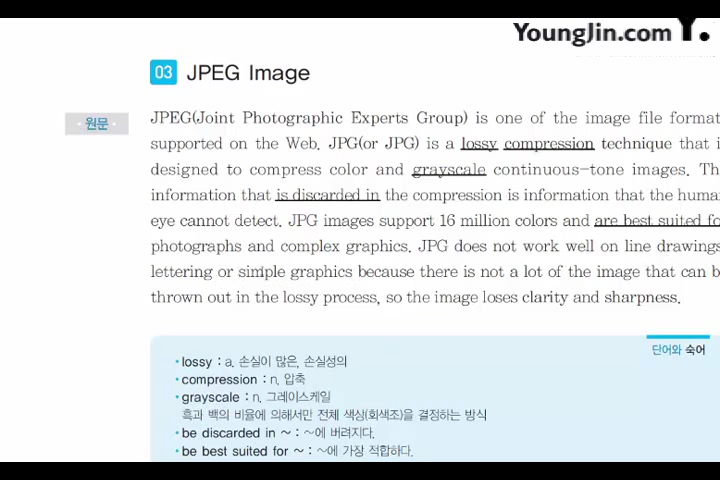 YoungJin.com Y.
03 JPEG Image
원문
JPEG(Joint Photographic Experts Group) is one of the image file format
supported on the Web. JPG(or JPG) is a lossy compression technique that i
designed to compress color and grayscale continuous-tone images. Th
information that is discarded in the compression is information that the huma
eye cannot detect. JPG images support 16 million colors and are best suited fo
photographs and complex graphics. JPG does not work well on line drawings
lettering or simple graphics because there is not a lot of the image that can b
thrown out in the lossy process, so the image loses clarity and sharpness.
단어와 숙어
• lossy : a. 손실이 많은, 손실성의
• compression : n. 압축
• grayscale : n. 그레이스케일
흑과 백의 비율에 의해서만 전체 색상(회색조)을 결정하는 방식
• be discarded in ~ : ~에 버려지다.
• be best suited for ~ : ~에 가장 적합하다.